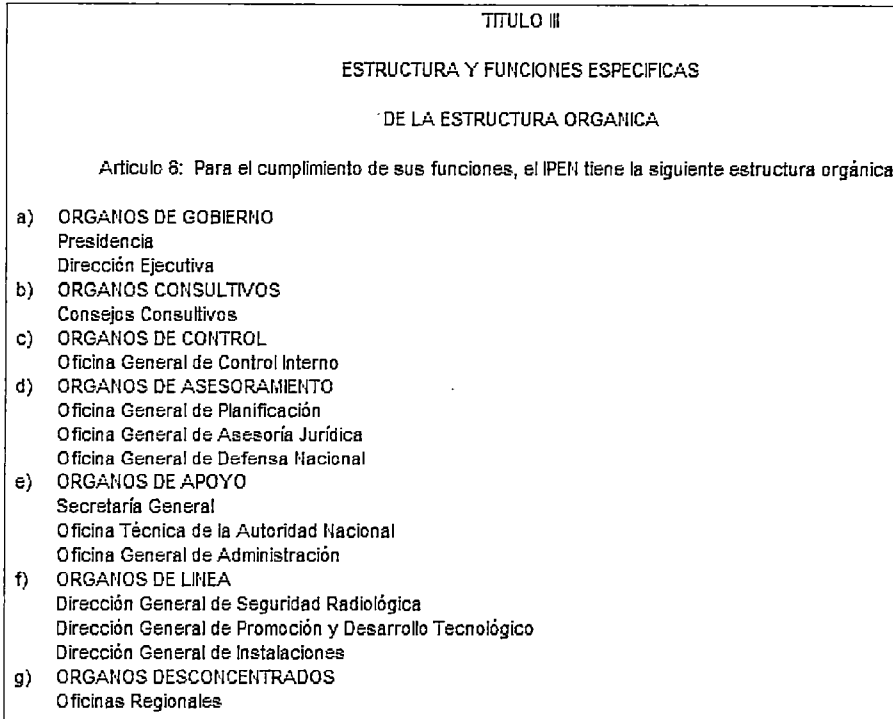 TITULO III
ESTRUCTURA Y FUNCIONES ESPECIFICAS
DE LA ESTRUCTURA ORGANICA
Articulo 6: Para el cumplimiento de sus funciones, el IPEN tiene la siguiente estructura orgánica
a) ORGANOS DE GOBIERNO
Presidencia
Dirección Ejecutiva
b) ORGANOS CONSULTIVOS
Consejos Consultivos
c) ORGANOS DE CONTROL
Oficina General de Control Interno
d) ORGANOS DE ASESORAMIENTO
Oficina General de Planificación
Oficina General de Asesoría Jurídica
Oficina General de Defensa Nacional
e) ORGANOS DE APOYO
Secretaría General
Oficina Técnica de la Autoridad Nacional
Oficina General de Administración
f) ORGANOS DE LINEA
Dirección General de Seguridad Radiológica
Dirección General de Promoción y Desarrollo Tecnológico
Dirección General de Instalaciones
g) ORGANOS DESCONCENTRADOS
Oficinas Regionales